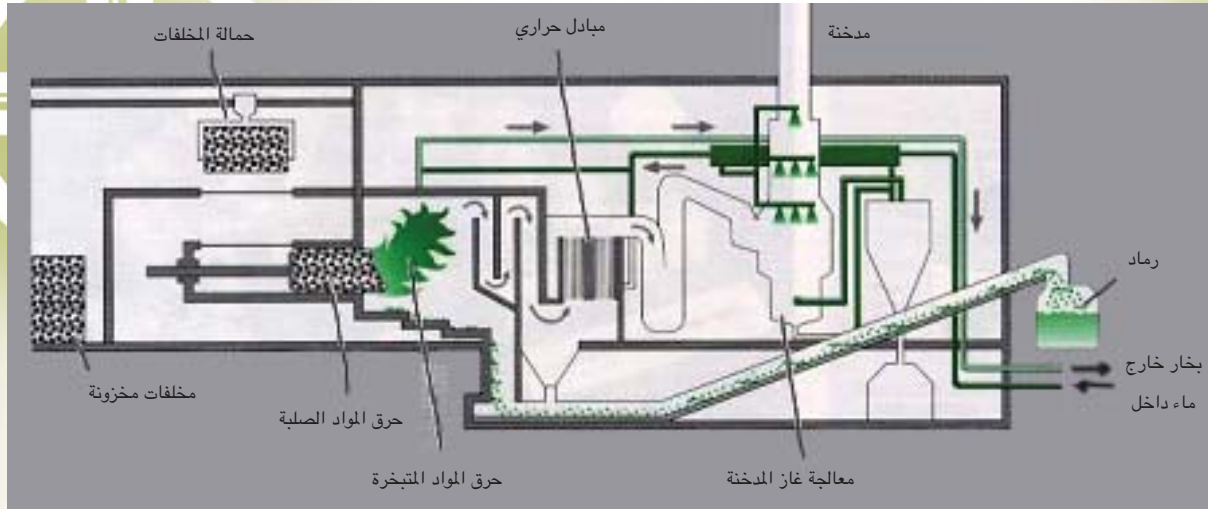 مدخنة
مبادل حراري
حمالة المخلفات
رماد
بخار خارج
ماء داخل
مخلفات مخزونة
حرق المواد الصلبة
حرق المواد المتبخرة
معالجة غاز المدخنة